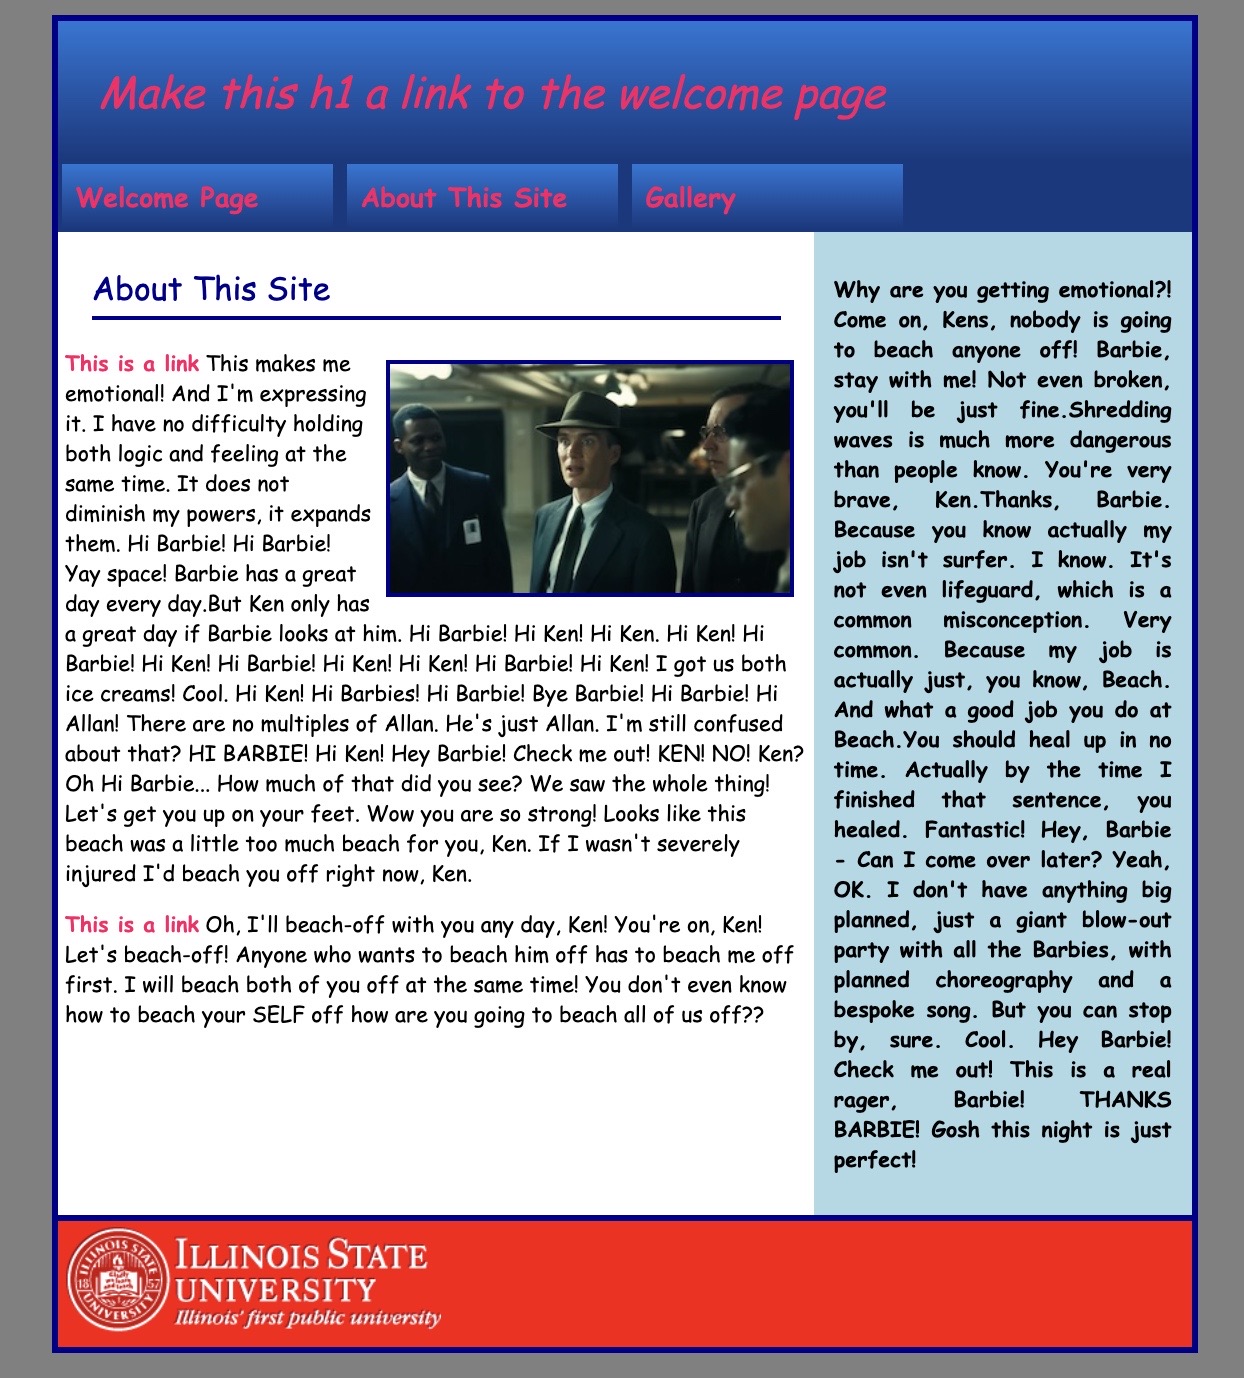 Make this h1 a link to the welcome page
Welcome Page
About This Site
Gallery
About This Site
This is a link This makes me
emotional! And I'm expressing
it. I have no difficulty holding
both logic and feeling at the
same time. It does not
diminish my powers, it expands
them. Hi Barbie! Hi Barbie!
Yay space! Barbie has a great
day every day.But Ken only has
a great day if Barbie looks at him. Hi Barbie! Hi Ken! Hi Ken. Hi Ken! Hi
Barbie! Hi Ken! Hi Barbie! Hi Ken! Hi Ken! Hi Barbie! Hi Ken! I got us both
ice creams! Cool. Hi Ken! Hi Barbies! Hi Barbie! Bye Barbie! Hi Barbie! Hi
Allan! There are no multiples of Allan. He's just Allan. I'm still confused
about that? HI BARBIE! Hi Ken! Hey Barbie! Check me out! KEN! NO! Ken?
Oh Hi Barbie... How much of that did you see? We saw the whole thing!
Let's get you up on your feet. Wow you are so strong! Looks like this
beach was a little too much beach for you, Ken. If I wasn't severely
injured I'd beach you off right now, Ken.
This is a link Oh, I'll beach-off with you any day, Ken! You're on, Ken!
Let's beach-off! Anyone who wants to beach him off has to beach me off
first. I will beach both of you off at the same time! You don't even know
how to beach your SELF off how are you going to beach all of us off??
Why are you getting emotional?!
Come on, Kens, nobody is going
to beach anyone off! Barbie,
stay with me! Not even broken,
you'll be just fine.Shredding
waves is much more dangerous
than people know. You're very
brave, Ken.Thanks, Barbie.
Because you know actually my
job isn't surfer. I know. It's
not even lifeguard, which is a
common misconception. Very
common. Because my job is
actually just, you know, Beach.
And what a good job you do at
Beach.You should heal up in no
time. Actually by the time I
finished that sentence, you
healed. Fantastic! Hey, Barbie
- Can I come over later? Yeah,
OK. I don't have anything big
planned, just a giant blow-out
party with all the Barbies, with
planned choreography and a
bespoke song. But you can stop
by, sure. Cool. Hey Barbie!
Check me out! This is a real
rager, Barbie! THANKS
BARBIE! Gosh this night is just
perfect!
ILLINOIS STATE
UNIVERSITY
Illinois' first public university
ILLINOIS STATE
UNIVERSITY
18 57